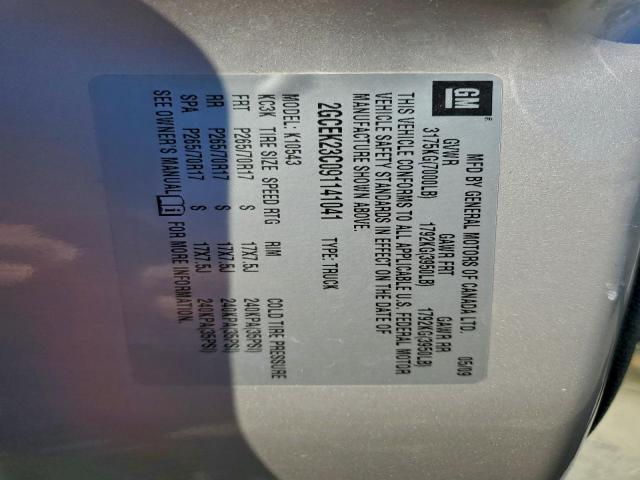 GM
MFD BY GENERAL MOTORS OF CANADA LTD. 05/09
GVWR GAWR FRT GAWR RR
3175KG(7000LB) 1792KG(3950LB) 1792KG(3950LB)
THIS VEHICLE CONFORMS TO ALL APPLICABLE U.S. FEDERAL MOTOR
VEHICLE SAFETY STANDARDS IN EFFECT ON THE DATE OF
MANUFACTURE SHOWN ABOVE.
2GCEK23C091141041 TYPE: TRUCK
MODEL: K10543
KC3K TIRE SIZE SPEED RTG RIM COLD TIRE PRESSURE
FRT P265/70R17 S 17X7.5J 240KPA(35PSI)
RR P265/70R17 S 17X7.5J 240KPA(35PSI)
SPA P265/70R17 S 17X7.5J 240KPA(35PSI)
SEE OWNER'S MANUAL FOR MORE INFORMATION.